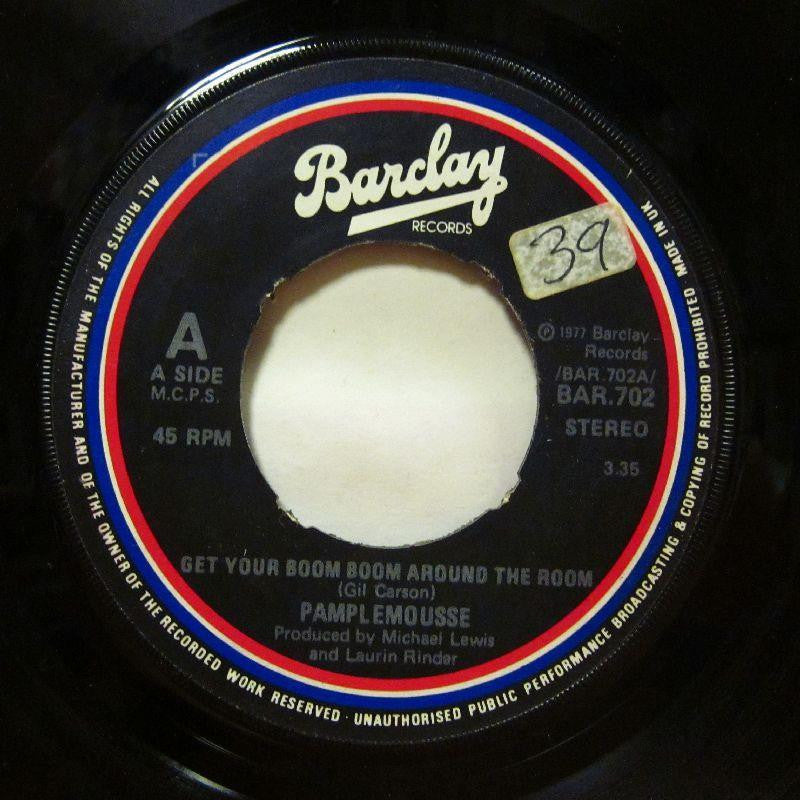 Barclay
RECORDS
39
A
A SIDE
M.C.P.S.
45 RPM
℗ 1977 Barclay
Records
/BAR.702A/
BAR.702
STEREO
3.35
GET YOUR BOOM BOOM AROUND THE ROOM
(Gil Carson)
PAMPLEMOUSSE
Produced by Michael Lewis
and Laurin Rinder
ALL RIGHTS OF THE MANUFACTURER AND OF THE OWNER OF THE RECORDED WORK RESERVED · UNAUTHORISED PUBLIC PERFORMANCE BROADCASTING & COPYING OF RECORD PROHIBITED MADE IN UK